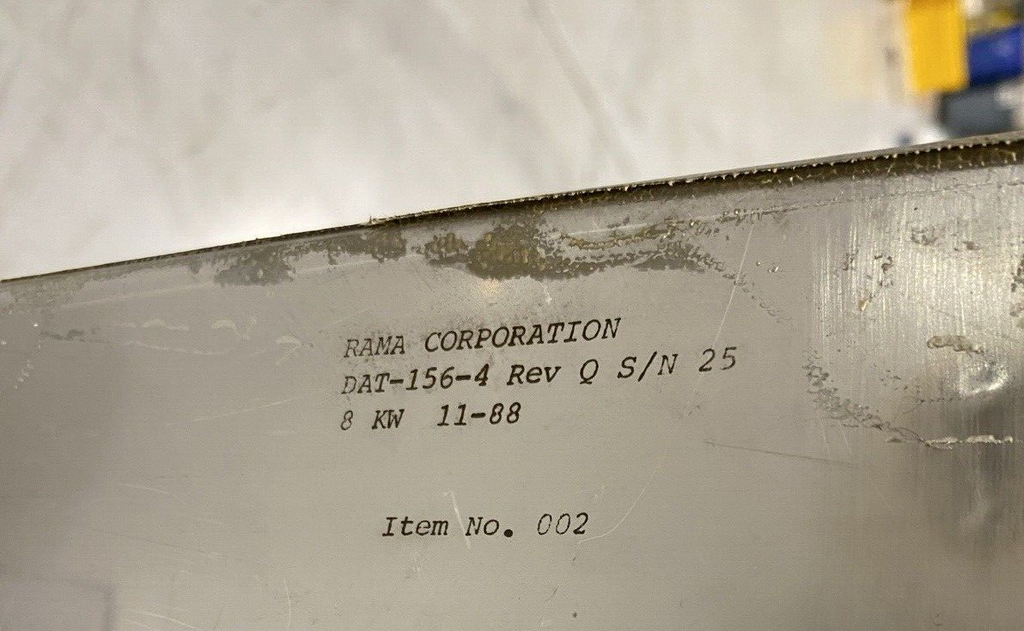 RAMA CORPORATION
DAT-156-4 Rev Q S/N 25
8 KW 11-88
Item No. 002